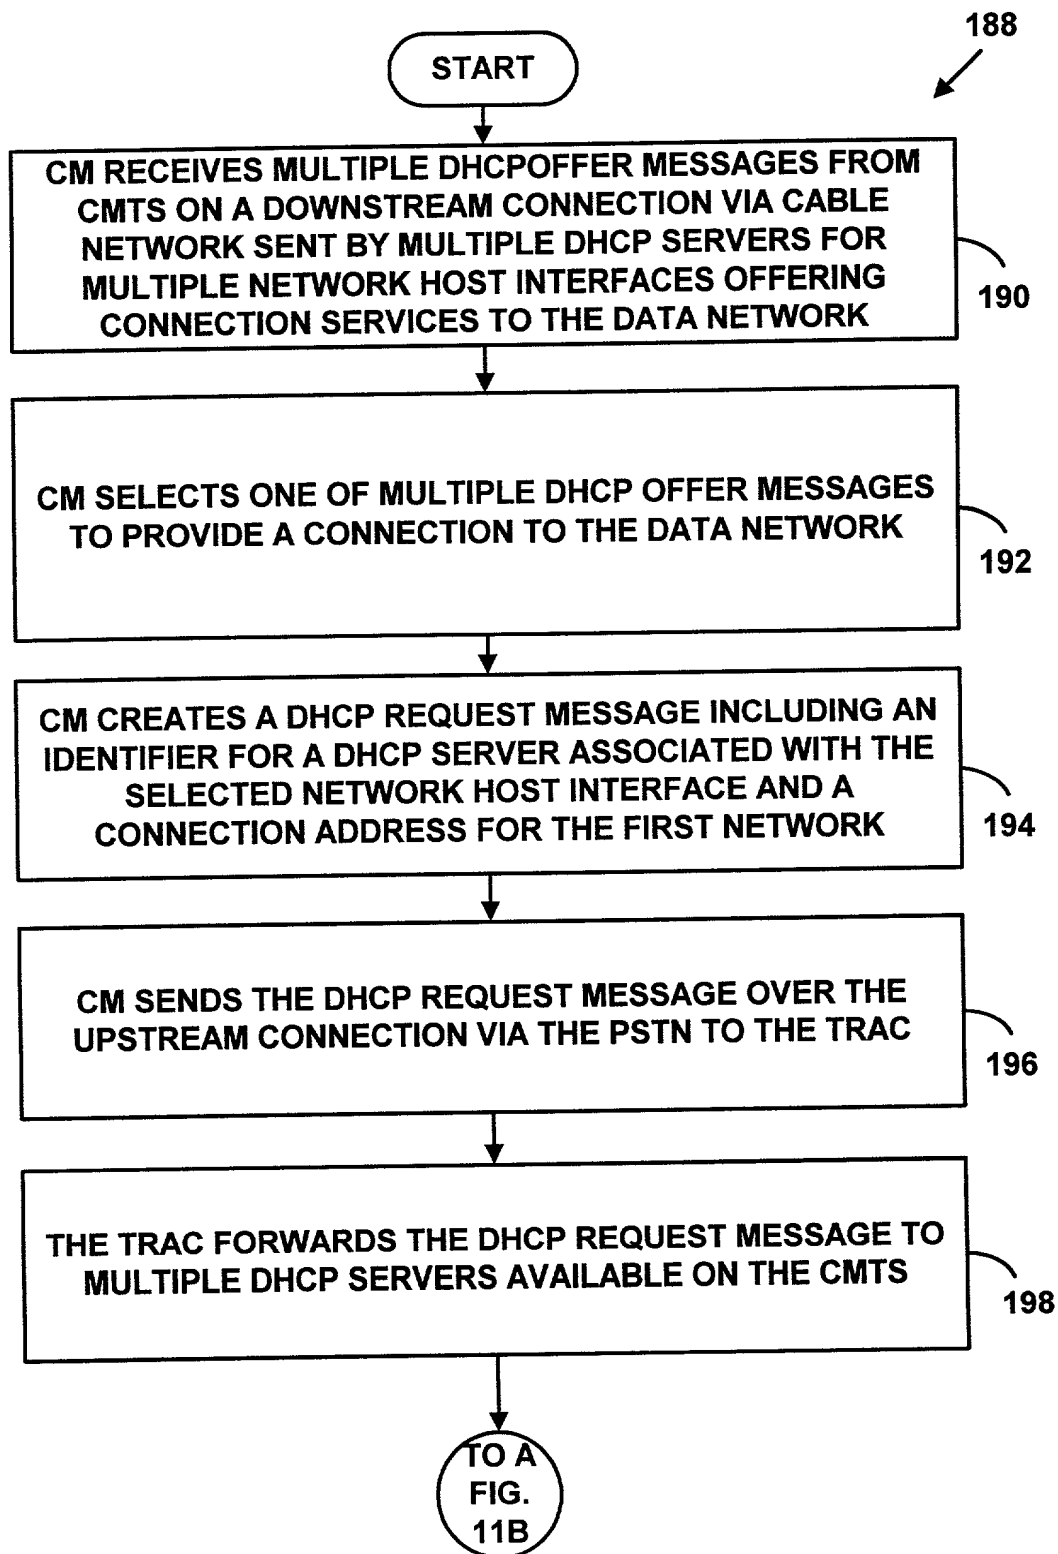 188
START
CM RECEIVES MULTIPLE DHCPOFFER MESSAGES FROM
CMTS ON A DOWNSTREAM CONNECTION VIA CABLE
NETWORK SENT BY MULTIPLE DHCP SERVERS FOR
MULTIPLE NETWORK HOST INTERFACES OFFERING
CONNECTION SERVICES TO THE DATA NETWORK
190
CM SELECTS ONE OF MULTIPLE DHCP OFFER MESSAGES
TO PROVIDE A CONNECTION TO THE DATA NETWORK
192
CM CREATES A DHCP REQUEST MESSAGE INCLUDING AN
IDENTIFIER FOR A DHCP SERVER ASSOCIATED WITH THE
SELECTED NETWORK HOST INTERFACE AND A
CONNECTION ADDRESS FOR THE FIRST NETWORK
194
CM SENDS THE DHCP REQUEST MESSAGE OVER THE
UPSTREAM CONNECTION VIA THE PSTN TO THE TRAC
196
THE TRAC FORWARDS THE DHCP REQUEST MESSAGE TO
MULTIPLE DHCP SERVERS AVAILABLE ON THE CMTS
198
TO A
FIG.
11B